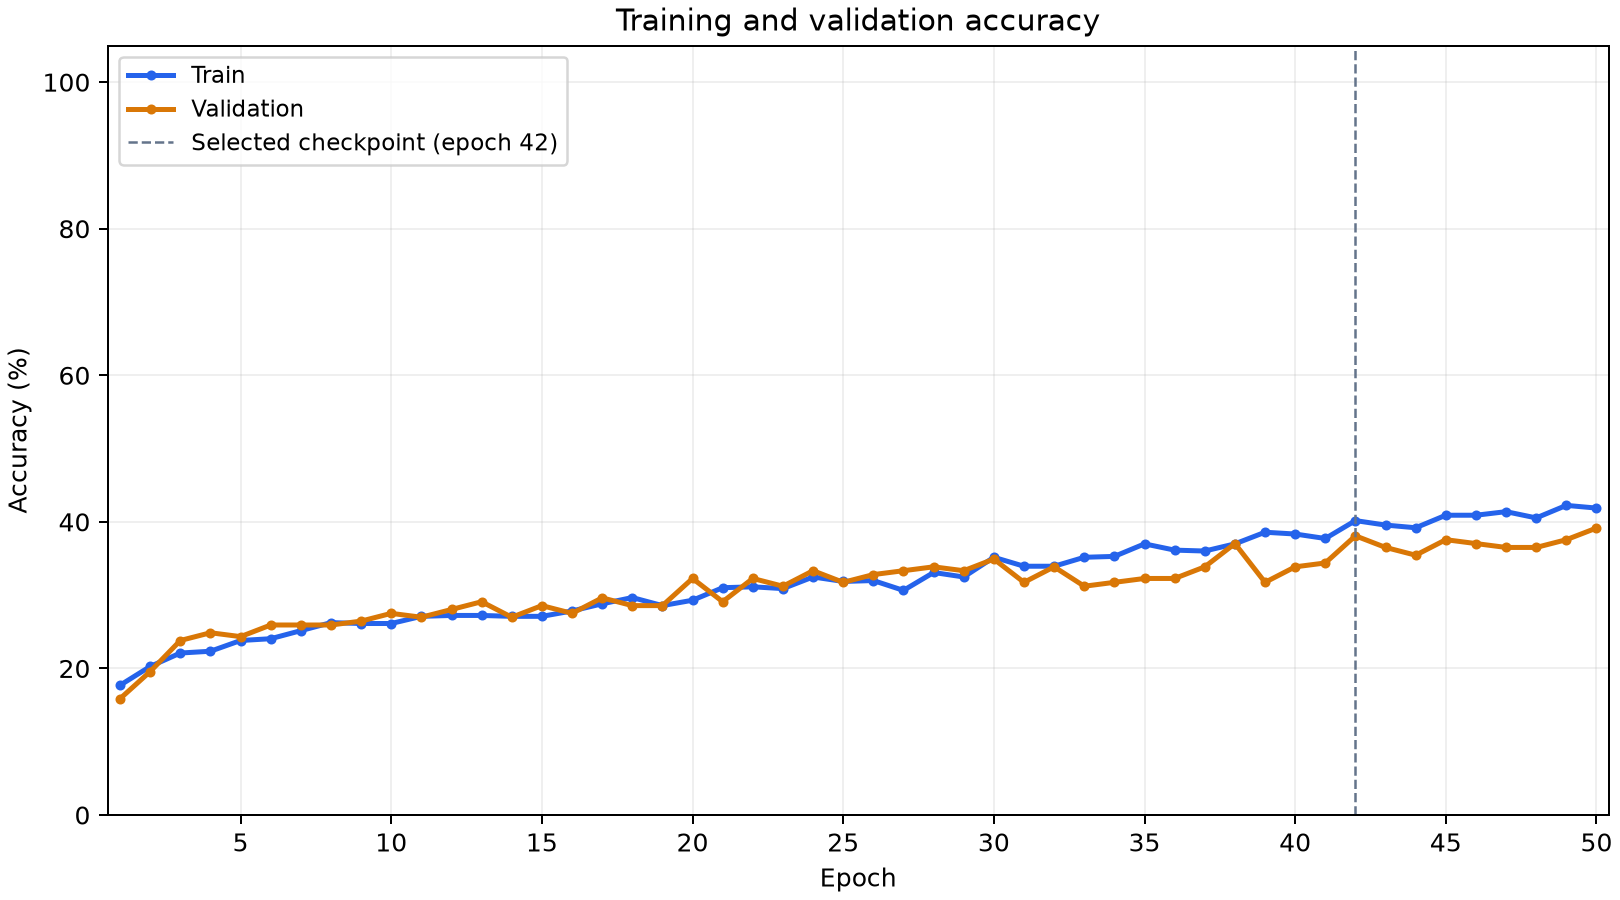 Training and validation accuracy
Train
Validation
Selected checkpoint (epoch 42)
Accuracy (%)
100
80
60
40
20
0
5 10 15 20 25 30 35 40 45 50
Epoch